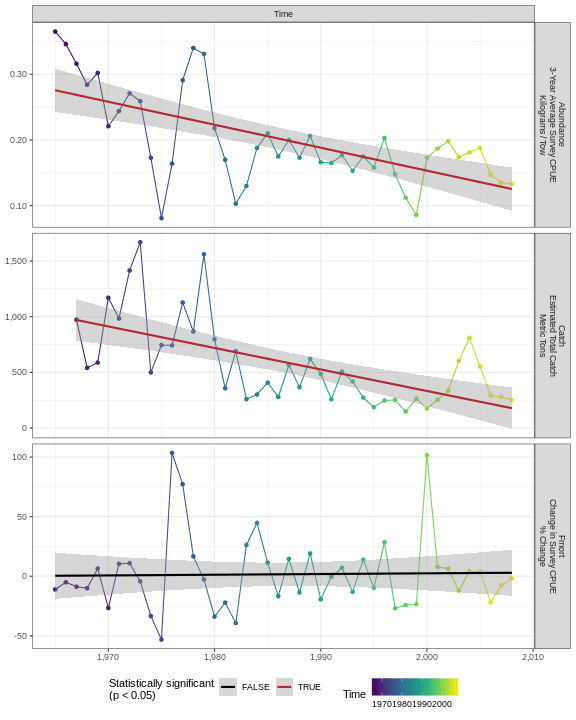 Time
0.30
0.20
0.10
Abundance
3-Year Average Survey CPUE
Kilograms /Tow
1,500
1,000
500
0
Catch
Estimated Total Catch
Metric Tons
100
50
0
-50
Fmort
Change in Survey CPUE
% Change
1,970
1,980
1,990
2,000
2,010
Statistically significant
(p < 0.05)
FALSE
TRUE
Time
1970198019902000